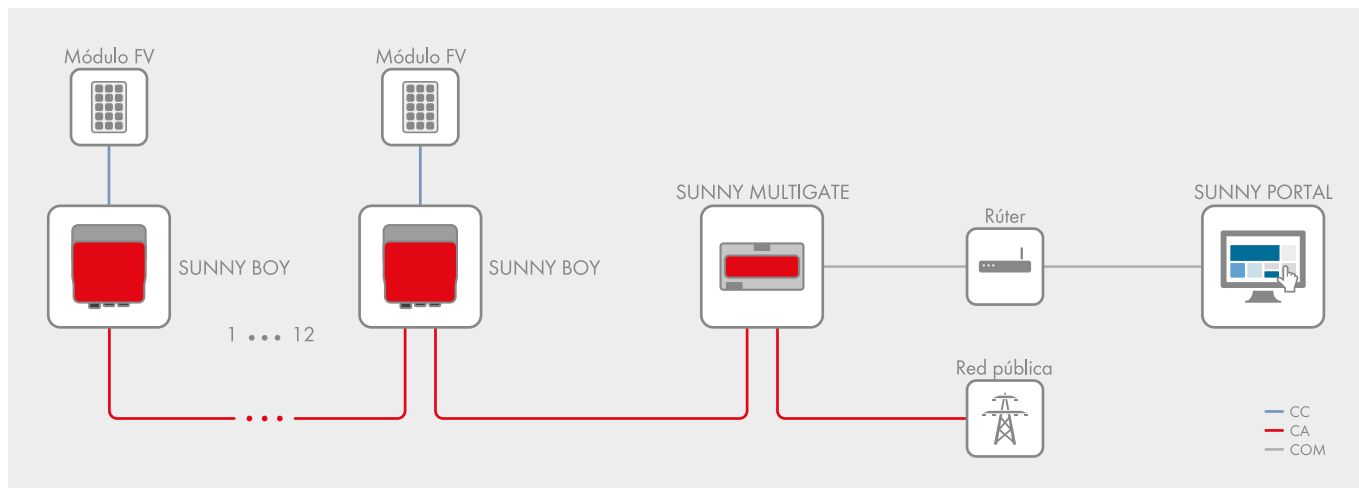 Módulo FV
Módulo FV
SUNNY MULTIGATE
SUNNY PORTAL
Rúter
SUNNY BOY
SUNNY BOY
1 ... 12
Red pública
CC
CA
COM